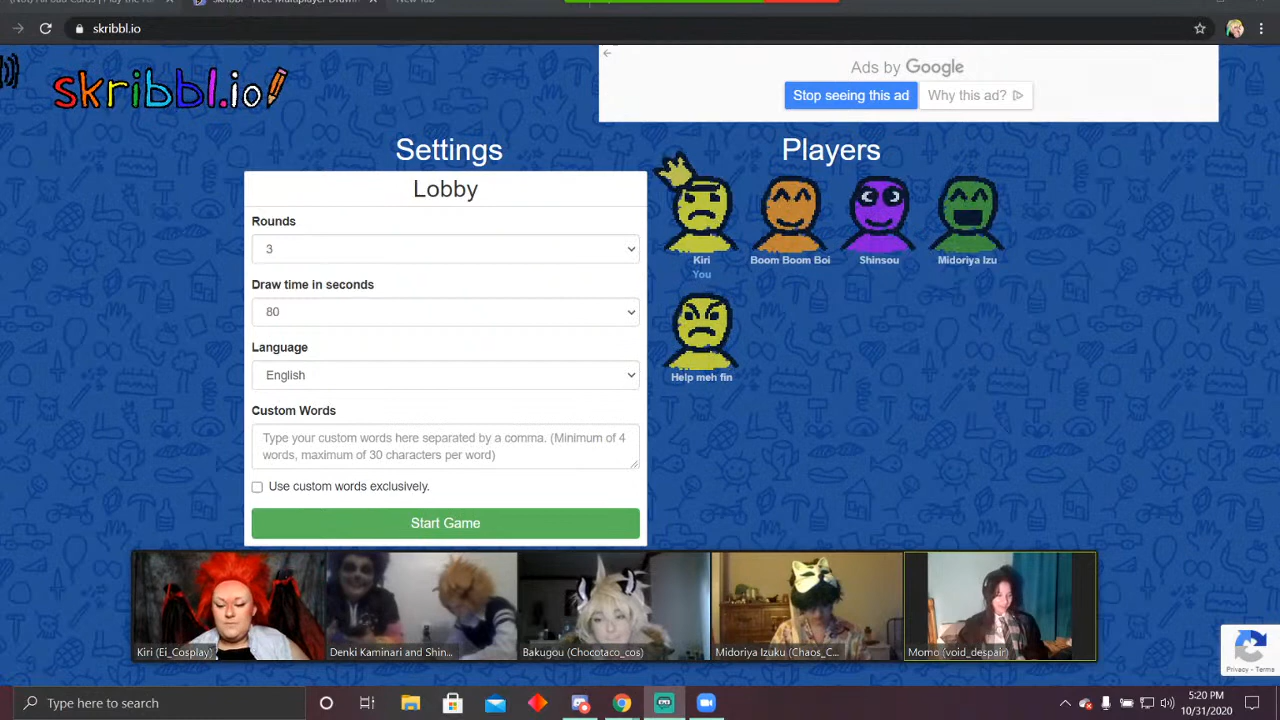 skribbl.io
skribbl.io!
Ads by Google
Stop seeing this ad
Why this ad?
Settings
Players
Lobby
Rounds
3
Draw time in seconds
80
Language
English
Custom Words
Type your custom words here separated by a comma. (Minimum of 4
words, maximum of 30 characters per word)
Use custom words exclusively.
Start Game
Kiri
You
Boom Boom Boi
Shinsou
Midoriya Izu
Help meh fin
Kiri (Ei_Cosplay)
Denki Kaminari and Shin...
Bakugou (Chocotaco_cos)
Midoriya Izuku (Chaos_C...
Momo (void_despair)
Privacy - Terms
Type here to search
5:20 PM
10/31/2020